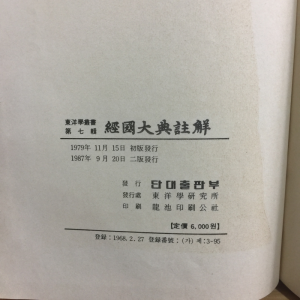 東洋學叢書
第七輯 經國大典註解
1979年 11月 15日 初版發行
1987年 9月 20日 二版發行
發行 단대출판부
發行處 東洋學研究所
印刷 龍池印刷公社
【定價 6,000원】
登録:1968.2.27 登録番號:(가)제:3-95